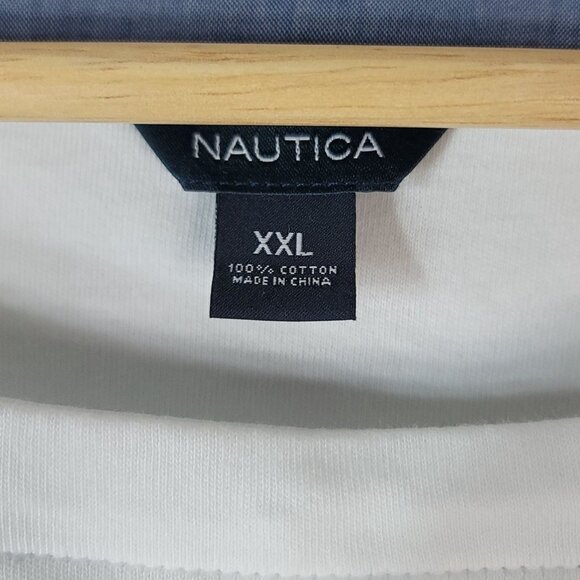 NAUTICA
XXL
100% COTTON
MADE IN CHINA